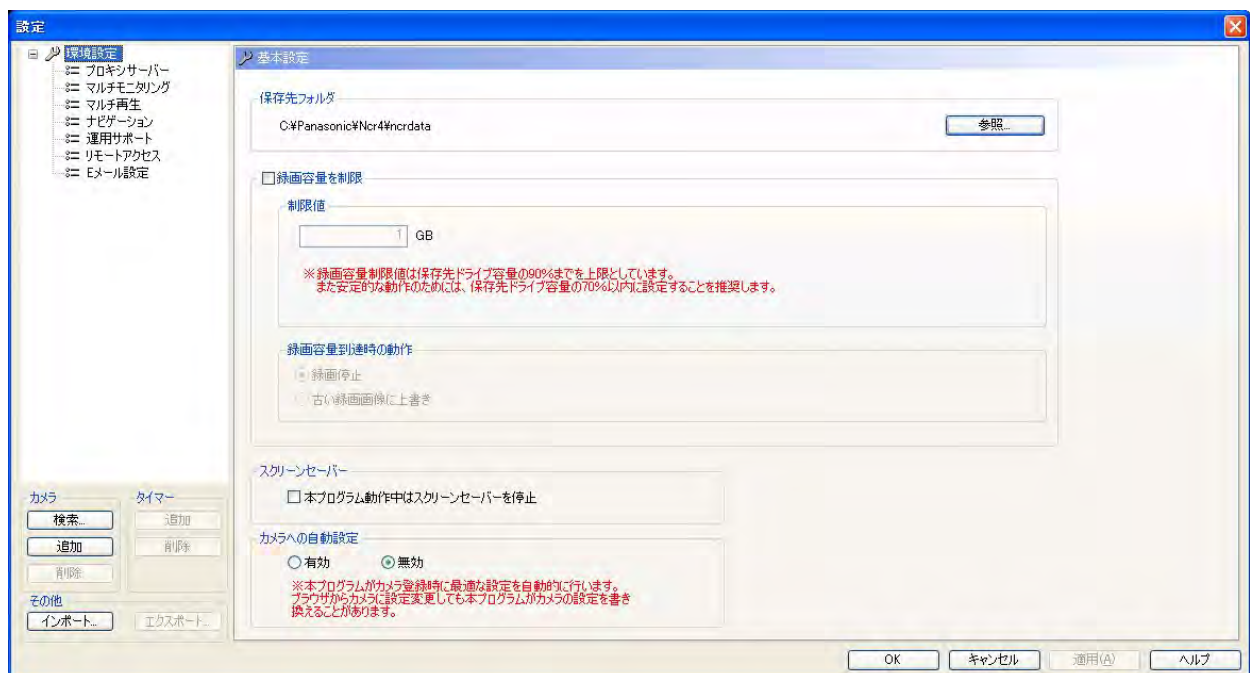 設定
環境設定
プロキシサーバー
マルチモニタリング
マルチ再生
ナビゲーション
運用サポート
リモートアクセス
Eメール設定
カメラ
検索...
追加
削除
タイマー
追加
削除
その他
インポート...
エクスポート...
基本設定
保存先フォルダ
C:¥Panasonic¥Ncr4¥ncrdata
参照...
録画容量を制限
制限値
1 GB
※録画容量制限値は保存先ドライブ容量の90%までを上限としています。
また安定的な動作のためには、保存先ドライブ容量の70%以内に設定することを推奨します。
録画容量到達時の動作
録画停止
古い録画画像に上書き
スクリーンセーバー
本プログラム動作中はスクリーンセーバーを停止
カメラへの自動設定
有効 無効
※本プログラムがカメラ登録時に最適な設定を自動的に行います。
ブラウザからカメラに設定変更しても本プログラムがカメラの設定を書き
換えることがあります。
OK キャンセル 適用(A) ヘルプ